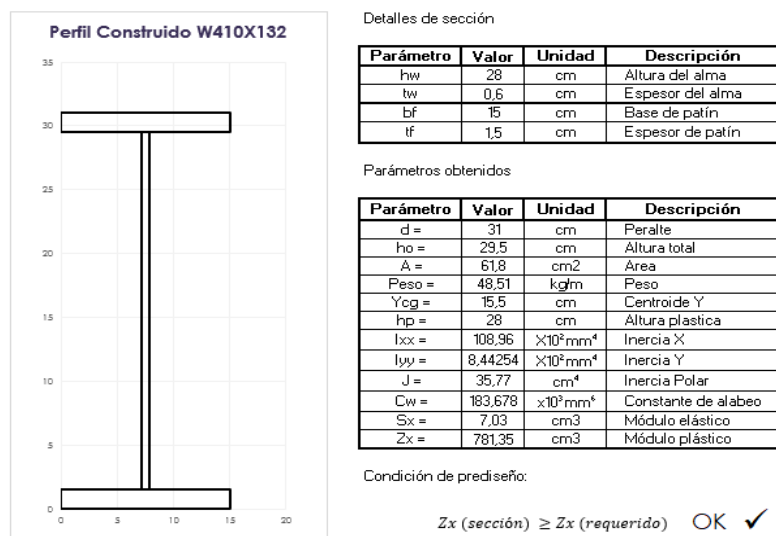 Perfil Construido W410X132
35
30
25
20
15
10
5
0
0 5 10 15 20
Detalles de sección
Parámetro Valor Unidad Descripción
hw 28 cm Altura del alma
tw 0,6 cm Espesor del alma
bf 15 cm Base de patín
tf 1,5 cm Espesor de patín
Parámetros obtenidos
Parámetro Valor Unidad Descripción
d = 31 cm Peralte
ho = 29,5 cm Altura total
A = 61,8 cm2 Area
Peso = 48,51 kg/m Peso
Ycg = 15,5 cm Centroide Y
hp = 28 cm Altura plastica
Ixx = 108,96 X10²mm⁴ Inercia X
Iyy = 8,44254 X10²mm⁴ Inercia Y
J = 35,77 cm⁴ Inercia Polar
Cw = 183,678 x10³mm⁶ Constante de alabeo
Sx = 7,03 cm3 Módulo elástico
Zx = 781,35 cm3 Módulo plástico
Condición de prediseño:
Zx (sección) ≥ Zx (requerido) OK ✓